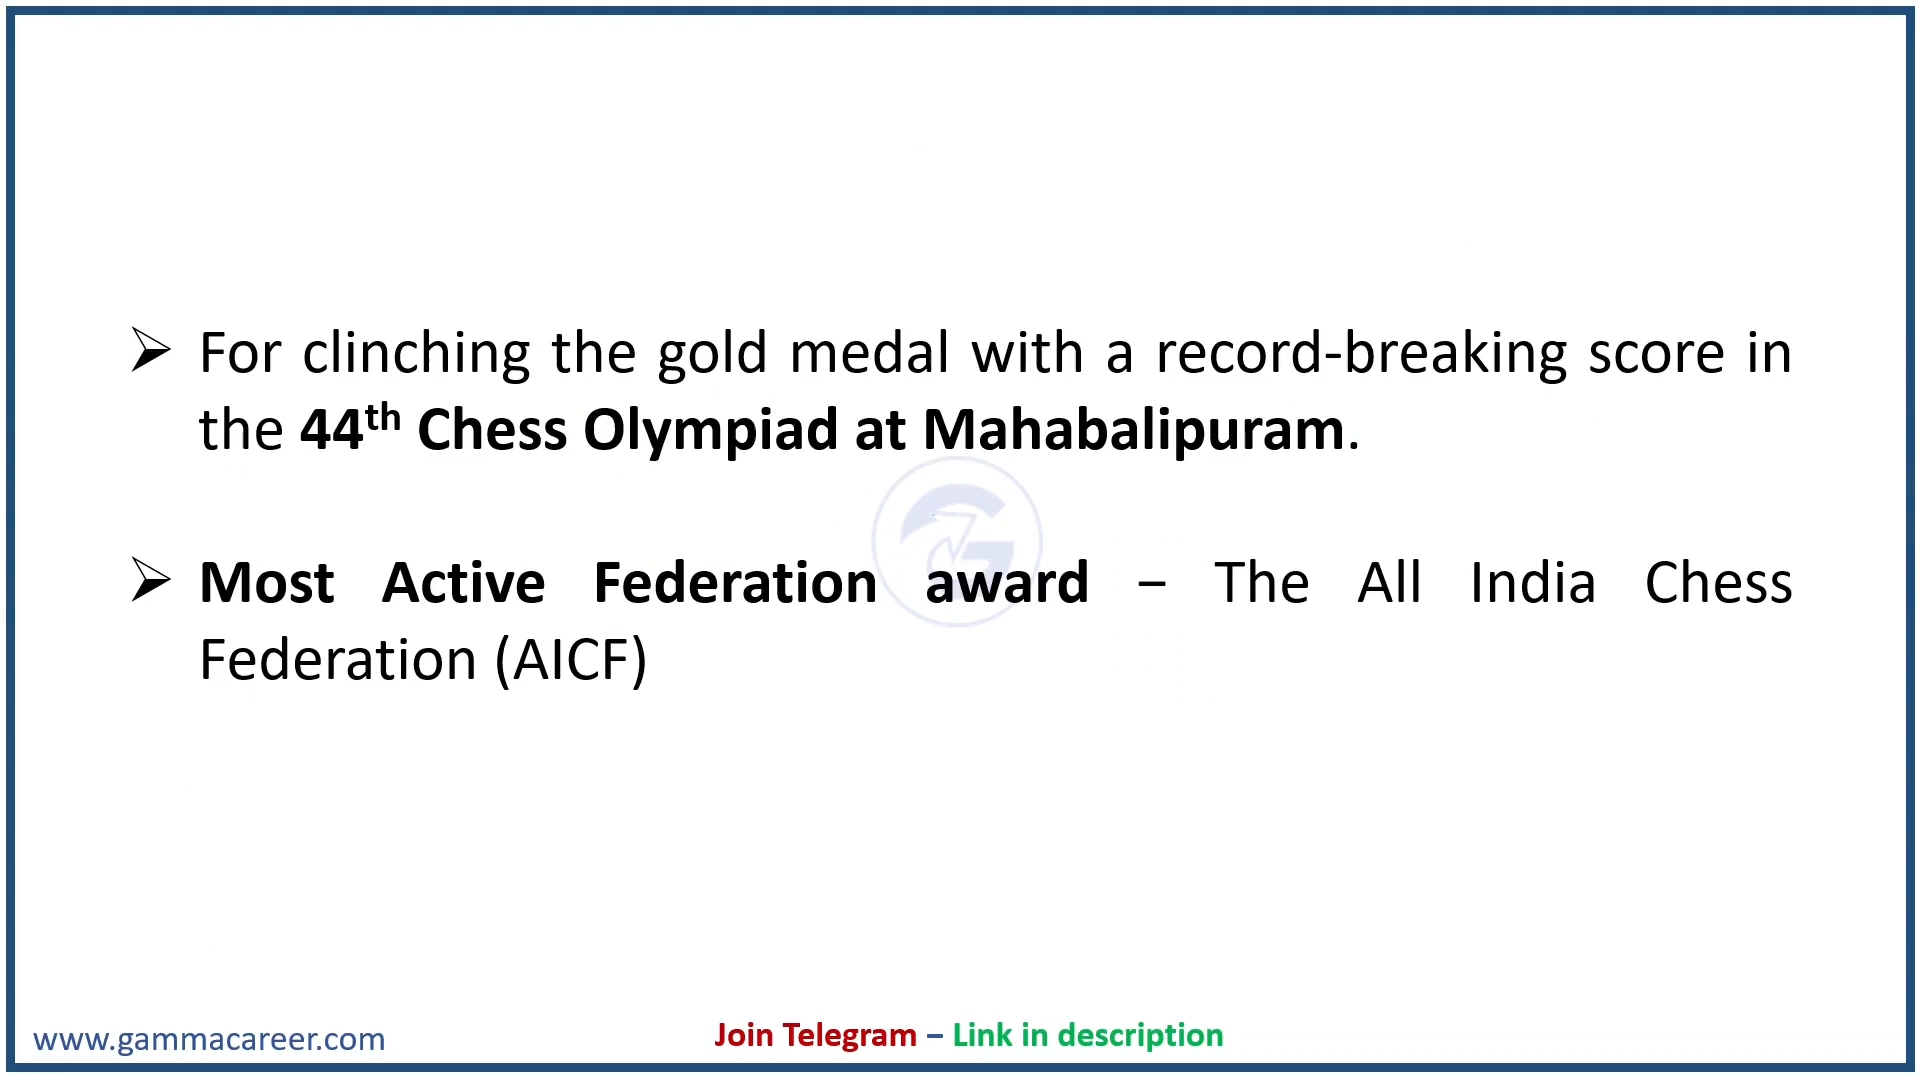 ➢ For clinching the gold medal with a record-breaking score in
the 44th Chess Olympiad at Mahabalipuram.
➢ Most Active Federation award – The All India Chess
Federation (AICF)
www.gammacareer.com
Join Telegram – Link in description